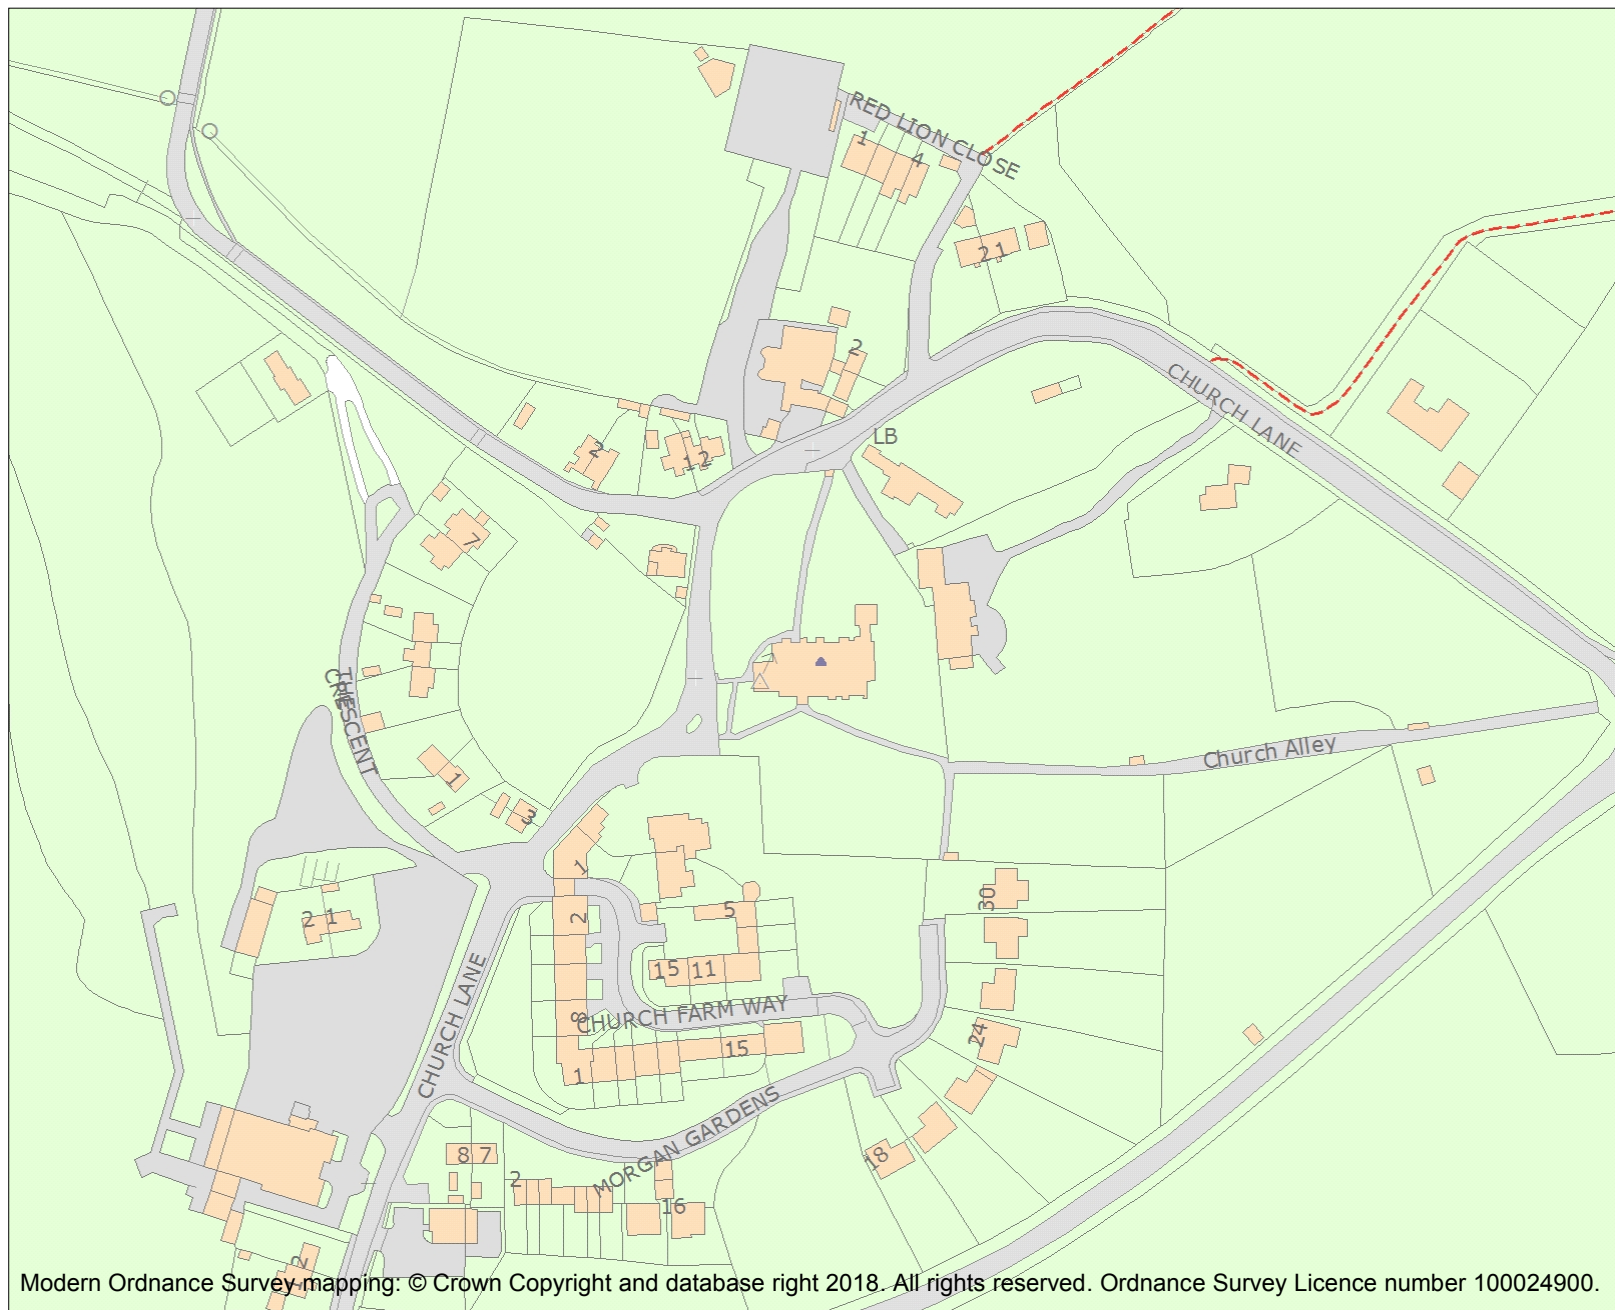 RED LION CLOSE
1
4
2 1
2
CHURCH LANE
LB
2
1 2
7
THE
CRESCENT
Church Alley
1
3
1
30
2 1
2
5
15 11
CHURCH LANE
8
CHURCH FARM WAY
24
15
1
MORGAN GARDENS
8 7
18
2
16
1 2
Modern Ordnance Survey mapping: © Crown Copyright and database right 2018. All rights reserved. Ordnance Survey Licence number 100024900.